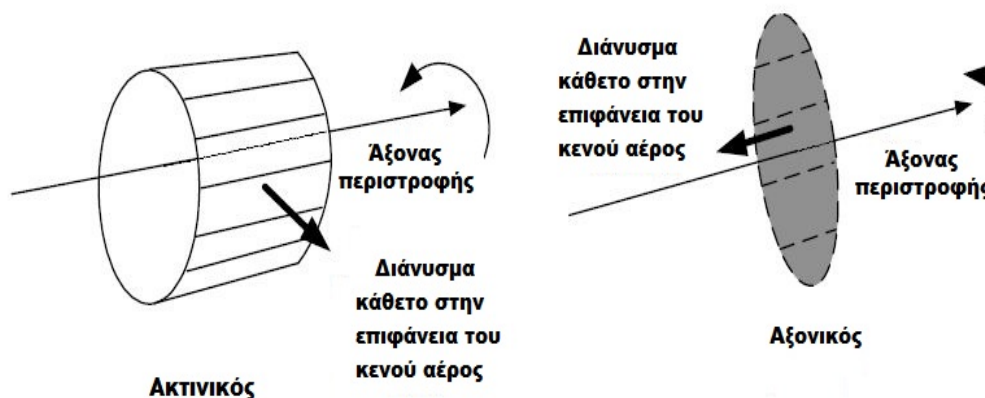 Άξονας
περιστροφής
Διάνυσμα
κάθετο στην
επιφάνεια του
κενού αέρος
Ακτινικός
Διάνυσμα
κάθετο στην
επιφάνεια του
κενού αέρος
Άξονας
περιστροφής
Αξονικός